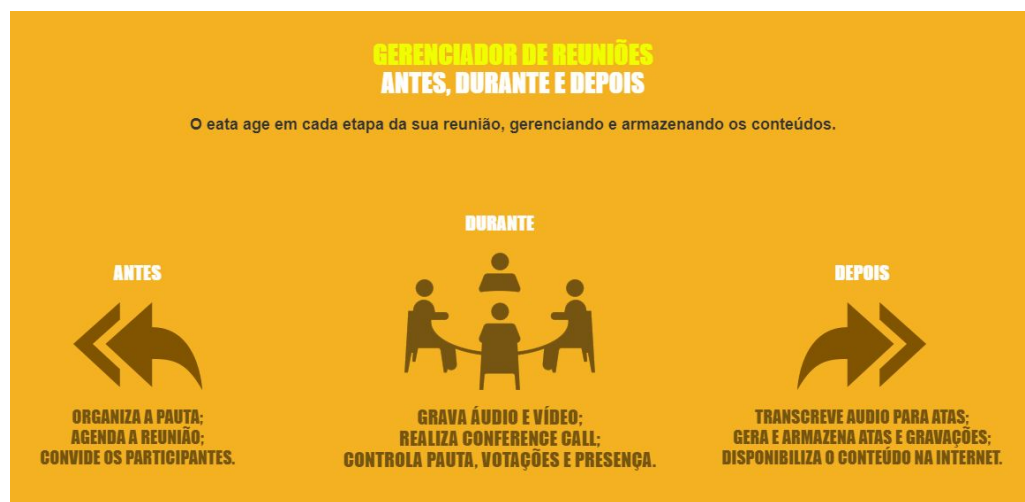 GERENCIADOR DE REUNIÕES
ANTES, DURANTE E DEPOIS
O eata age em cada etapa da sua reunião, gerenciando e armazenando os conteúdos.
ANTES
ORGANIZA A PAUTA;
AGENDA A REUNIÃO;
CONVIDE OS PARTICIPANTES.
DURANTE
GRAVA ÁUDIO E VÍDEO;
REALIZA CONFERENCE CALL;
CONTROLA PAUTA, VOTAÇÕES E PRESENÇA.
DEPOIS
TRANSCREVE AUDIO PARA ATAS;
GERA E ARMAZENA ATAS E GRAVAÇÕES;
DISPONIBILIZA O CONTEÚDO NA INTERNET.